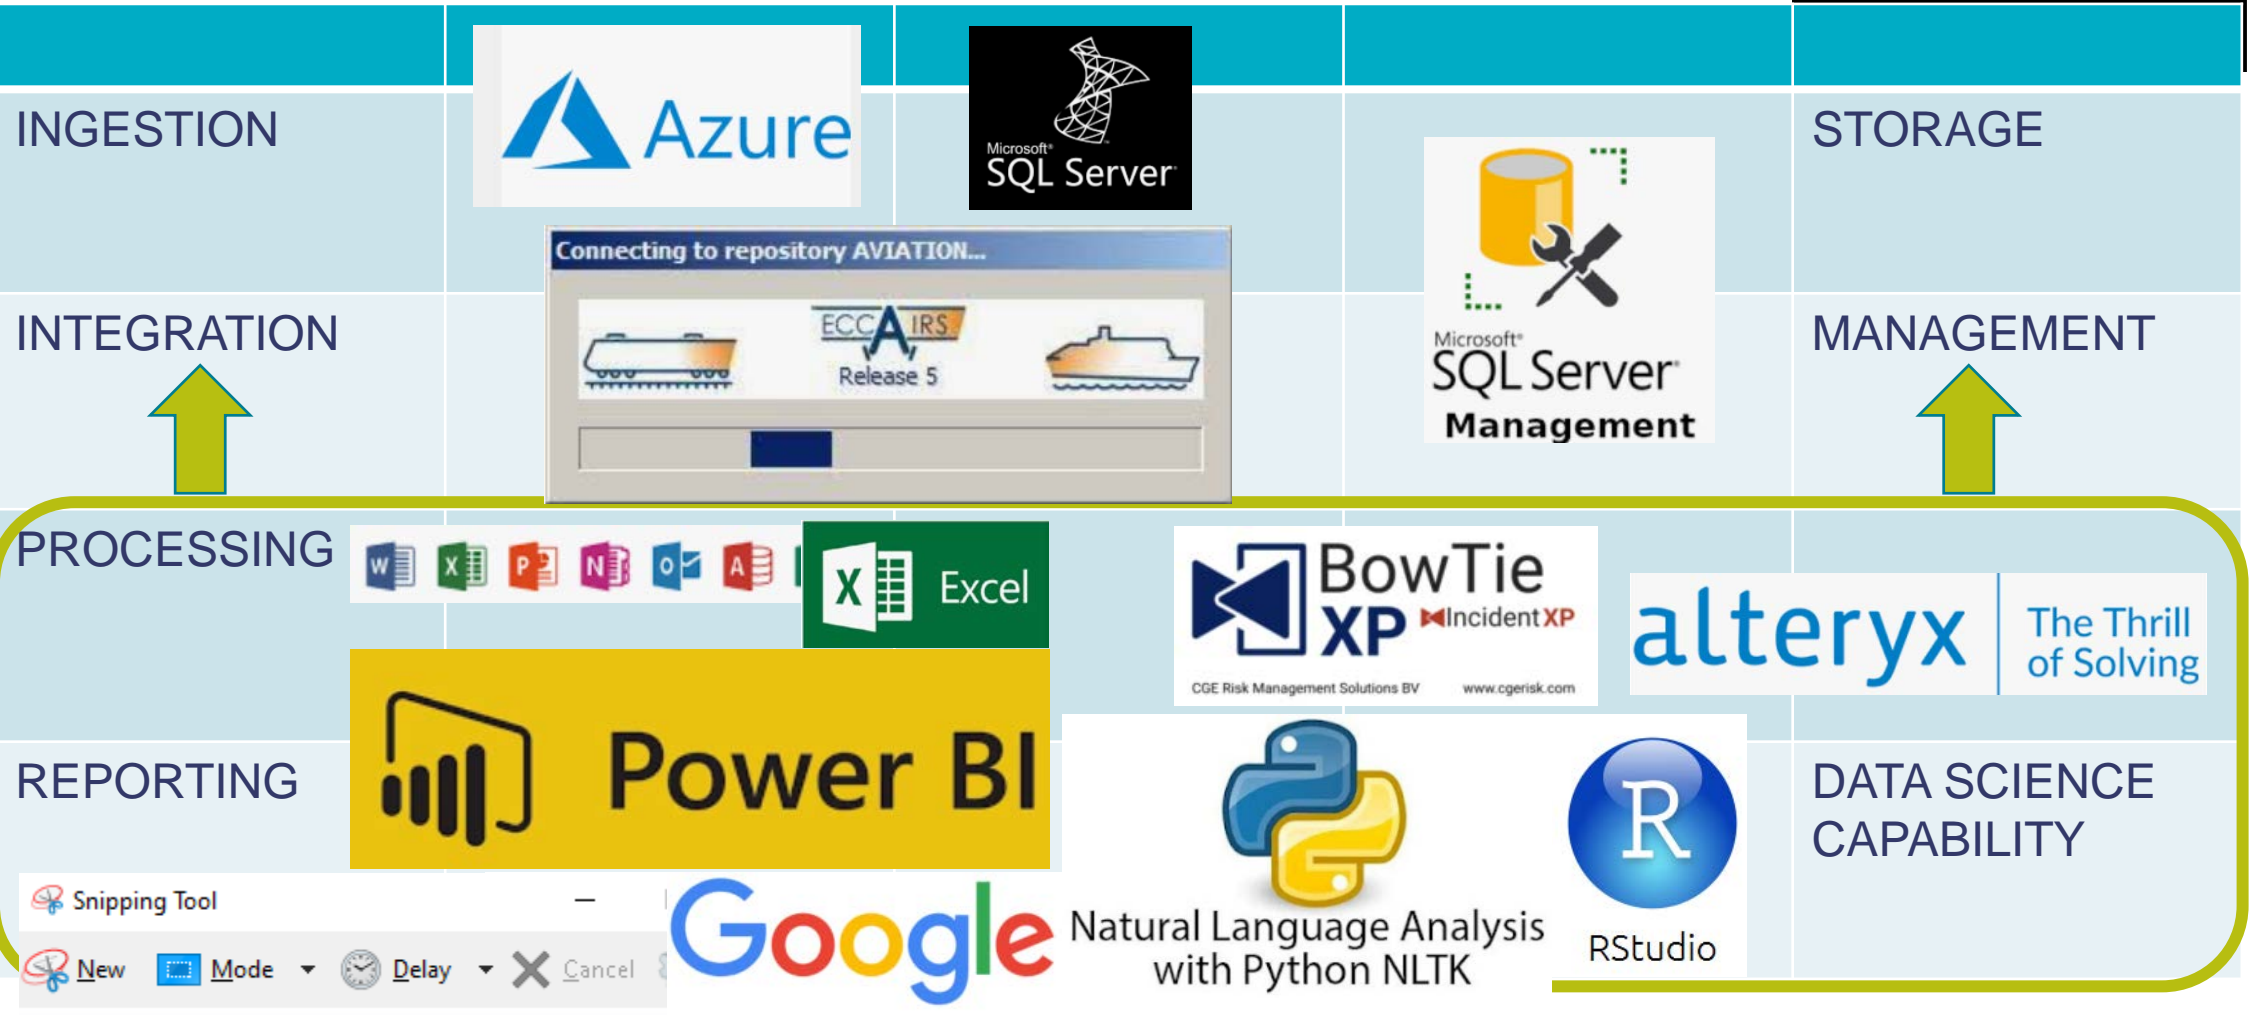 INGESTION
Azure
Microsoft®
SQL Server
STORAGE
Connecting to repository AVIATION...
ECCAIRS
Release 5
INTEGRATION
Microsoft®
SQL Server
Management
MANAGEMENT
PROCESSING
W
X
P
N
O
A
X
Excel
BowTie
XP
IncidentXP
CGE Risk Management Solutions BV
www.cgerisk.com
alteryx
The Thrill
of Solving
REPORTING
Power BI
R
RStudio
DATA SCIENCE
CAPABILITY
Snipping Tool
New
Mode
Delay
Cancel
Google
Natural Language Analysis
with Python NLTK